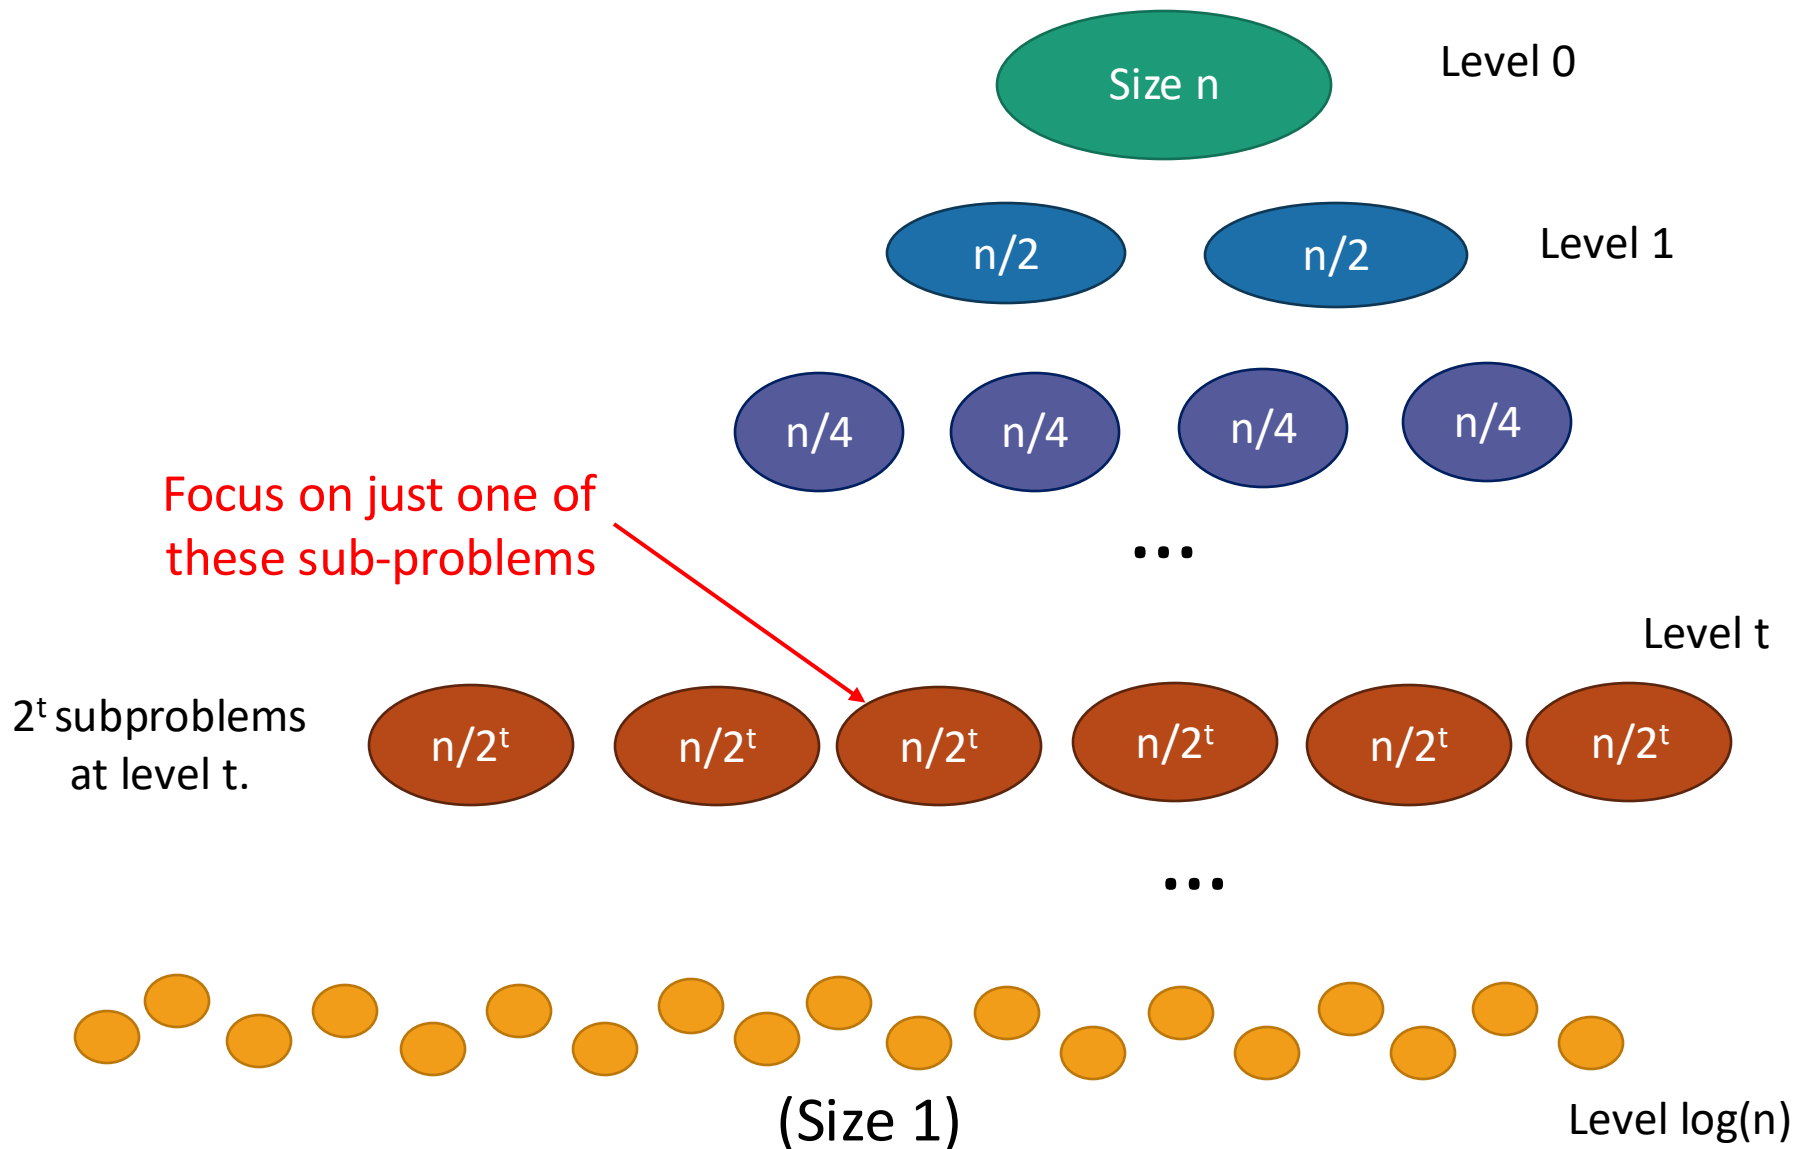 Size n
Level 0
n/2
n/2
Level 1
n/4
n/4
n/4
n/4
Focus on just one of
these sub-problems
...
Level t
2ᵗ subproblems
at level t.
n/2ᵗ
n/2ᵗ
n/2ᵗ
n/2ᵗ
n/2ᵗ
n/2ᵗ
...
(Size 1)
Level log(n)